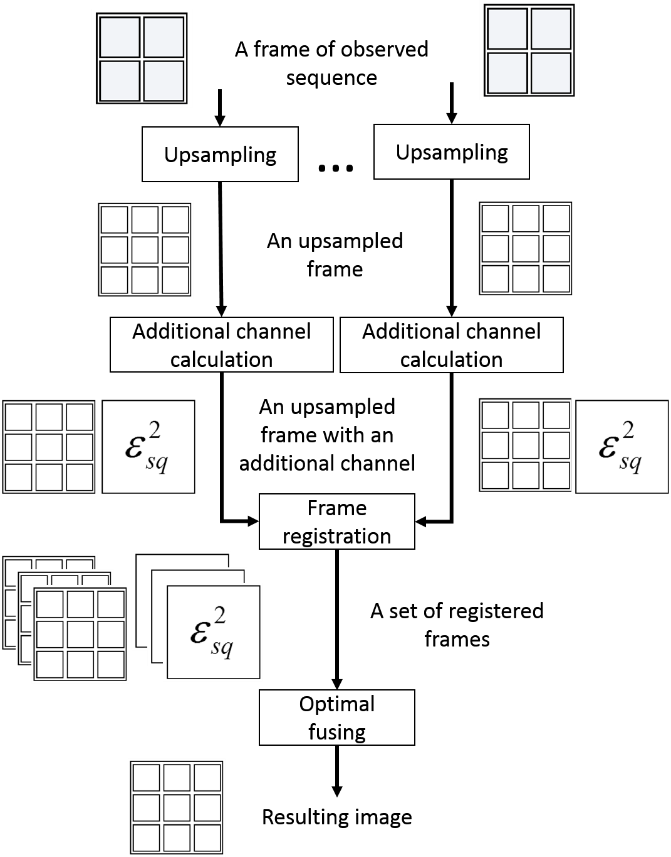 A frame of observed
sequence
Upsampling
...
Upsampling
An upsampled
frame
Additional channel
calculation
Additional channel
calculation
An upsampled
frame with an
additional channel
ε²sq
ε²sq
Frame
registration
ε²sq
A set of registered
frames
Optimal
fusing
Resulting image